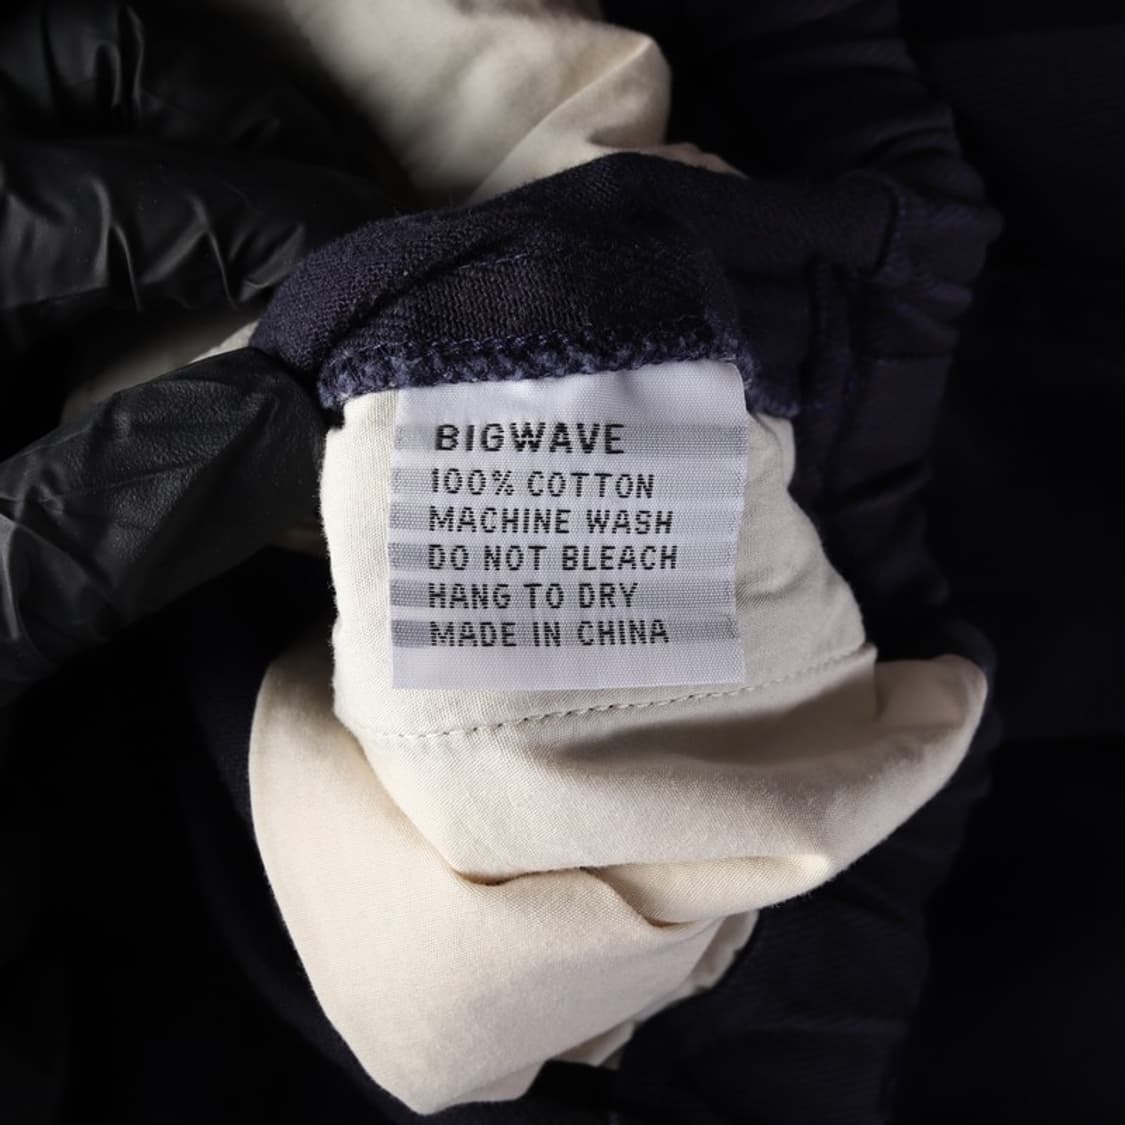 BIGWAVE
100% COTTON
MACHINE WASH
DO NOT BLEACH
HANG TO DRY
MADE IN CHINA